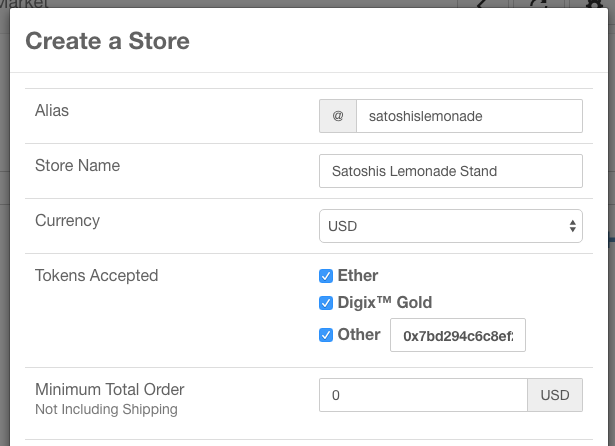 Market
Create a Store
Alias
@ satoshislemonade
Store Name
Satoshis Lemonade Stand
Currency
USD
Tokens Accepted
Ether
Digix™ Gold
Other 0x7bd294c6c8ef
Minimum Total Order
Not Including Shipping
0 USD